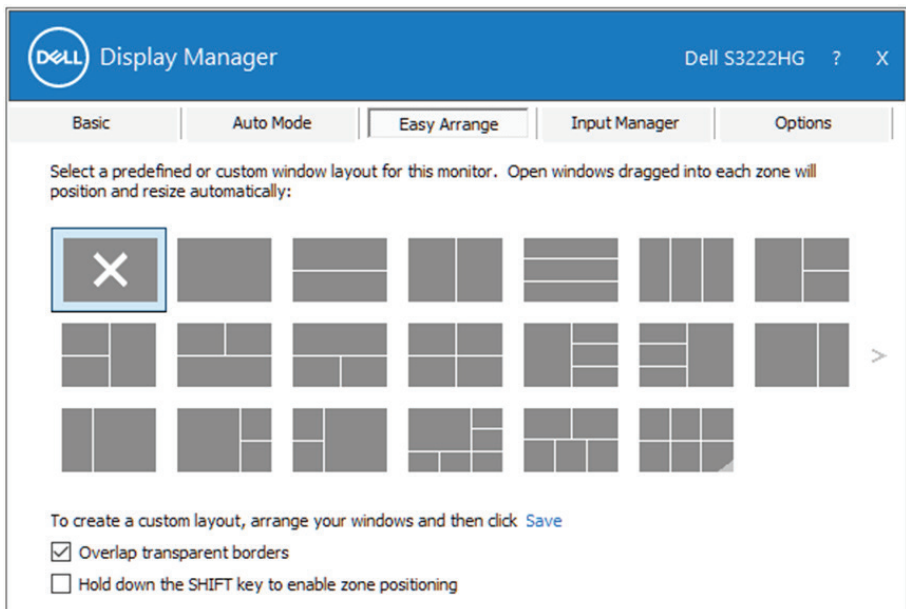 DELL Display Manager Dell S3222HG ? X
Basic Auto Mode Easy Arrange Input Manager Options
Select a predefined or custom window layout for this monitor. Open windows dragged into each zone will
position and resize automatically:
>
To create a custom layout, arrange your windows and then click Save
Overlap transparent borders
Hold down the SHIFT key to enable zone positioning